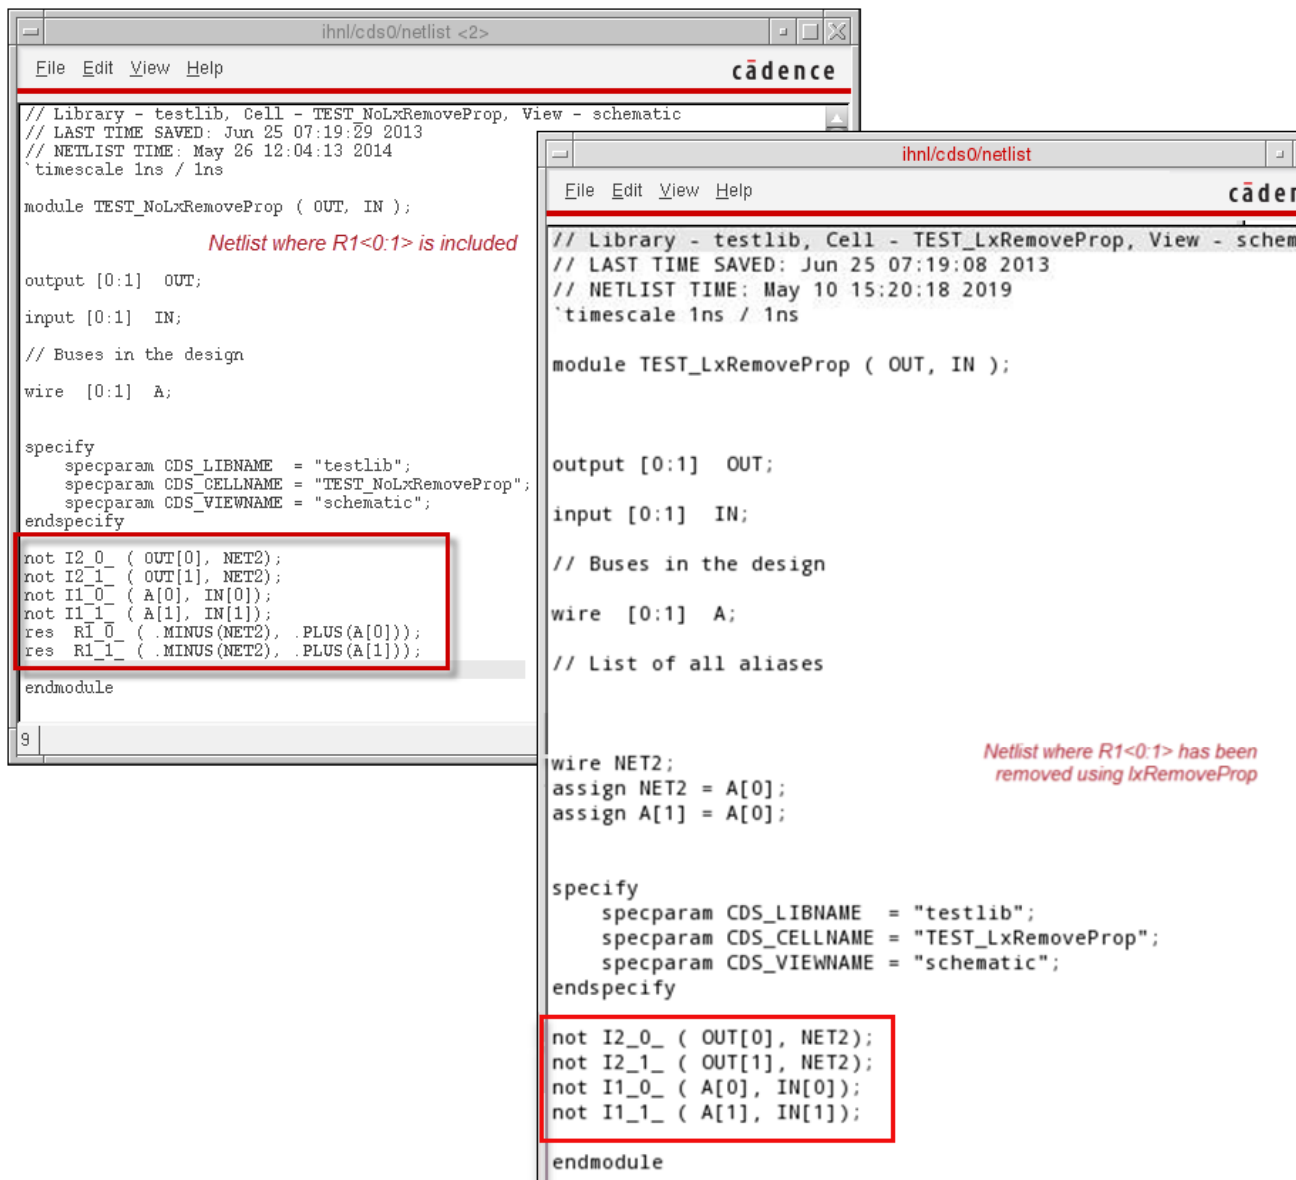 ihnl/cds0/netlist <2>
File Edit View Help
cādence
// Library - testlib, Cell - TEST_NoLxRemoveProp, View - schematic
// LAST TIME SAVED: Jun 25 07:19:29 2013
// NETLIST TIME: May 26 12:04:13 2014
`timescale 1ns / 1ns
module TEST_NoLxRemoveProp ( OUT, IN );
Netlist where R1<0:1> is included
output [0:1]  OUT;
input [0:1]  IN;
// Buses in the design
wire  [0:1]  A;
specify
    specparam CDS_LIBNAME  = "testlib";
    specparam CDS_CELLNAME = "TEST_NoLxRemoveProp";
    specparam CDS_VIEWNAME = "schematic";
endspecify
not I2_0_ ( OUT[0], NET2);
not I2_1_ ( OUT[1], NET2);
not I1_0_ ( A[0], IN[0]);
not I1_1_ ( A[1], IN[1]);
res  R1_0_ ( .MINUS(NET2), .PLUS(A[0]));
res  R1_1_ ( .MINUS(NET2), .PLUS(A[1]));
endmodule
9
ihnl/cds0/netlist
File Edit View Help
cāden
// Library - testlib, Cell - TEST_LxRemoveProp, View - schem
// LAST TIME SAVED: Jun 25 07:19:08 2013
// NETLIST TIME: May 10 15:20:18 2019
`timescale 1ns / 1ns
module TEST_LxRemoveProp ( OUT, IN );
output [0:1]  OUT;
input [0:1]  IN;
// Buses in the design
wire  [0:1]  A;
// List of all aliases
Netlist where R1<0:1> has been
removed using lxRemoveProp
wire NET2;
assign NET2 = A[0];
assign A[1] = A[0];
specify
    specparam CDS_LIBNAME  = "testlib";
    specparam CDS_CELLNAME = "TEST_LxRemoveProp";
    specparam CDS_VIEWNAME = "schematic";
endspecify
not I2_0_ ( OUT[0], NET2);
not I2_1_ ( OUT[1], NET2);
not I1_0_ ( A[0], IN[0]);
not I1_1_ ( A[1], IN[1]);
endmodule